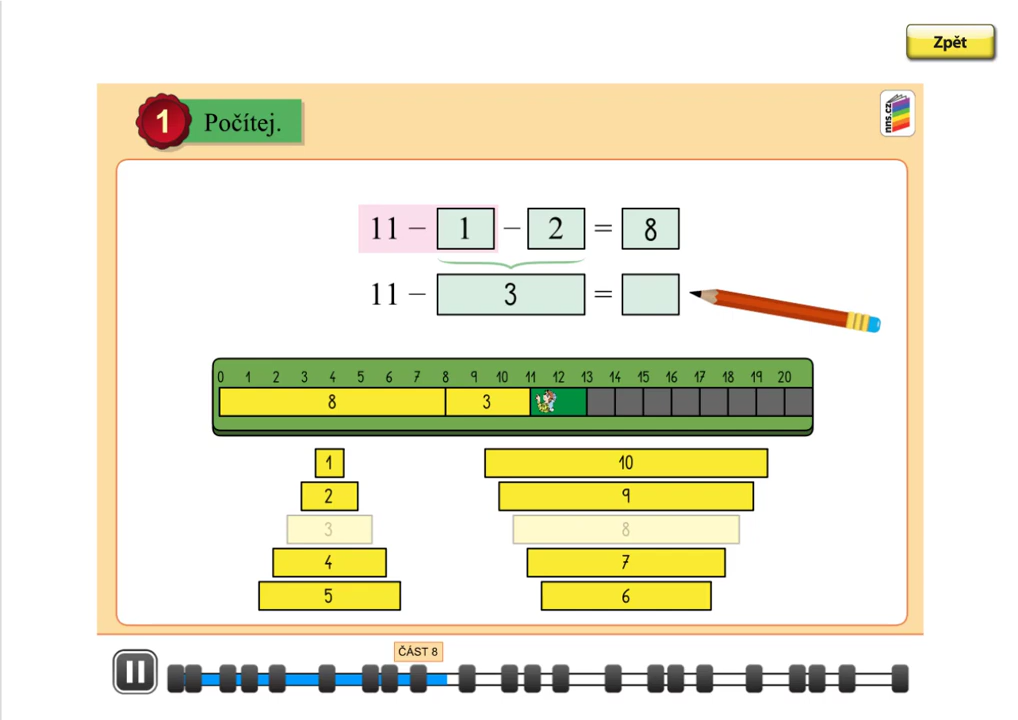 Zpět
1 Počítej.
nns.cz
11 − 1 − 2 = 8
11 − 3 =
0 1 2 3 4 5 6 7 8 9 10 11 12 13 14 15 16 17 18 19 20
8 3
1 10
2 9
3 8
4 7
5 6
ČÁST 8